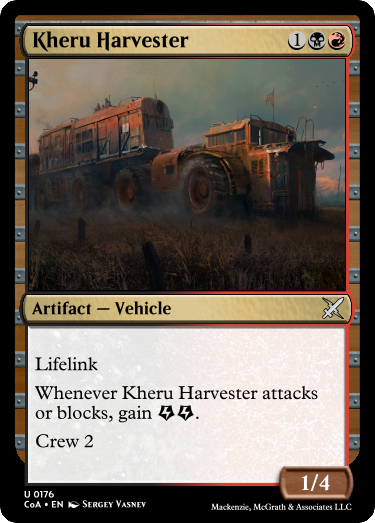 Kheru Harvester 1
Artifact — Vehicle
Lifelink
Whenever Kheru Harvester attacks
or blocks, gain .
Crew 2
1/4
U 0176
CoA • EN Sergey Vasnev
Mackenzie, McGrath & Associates LLC